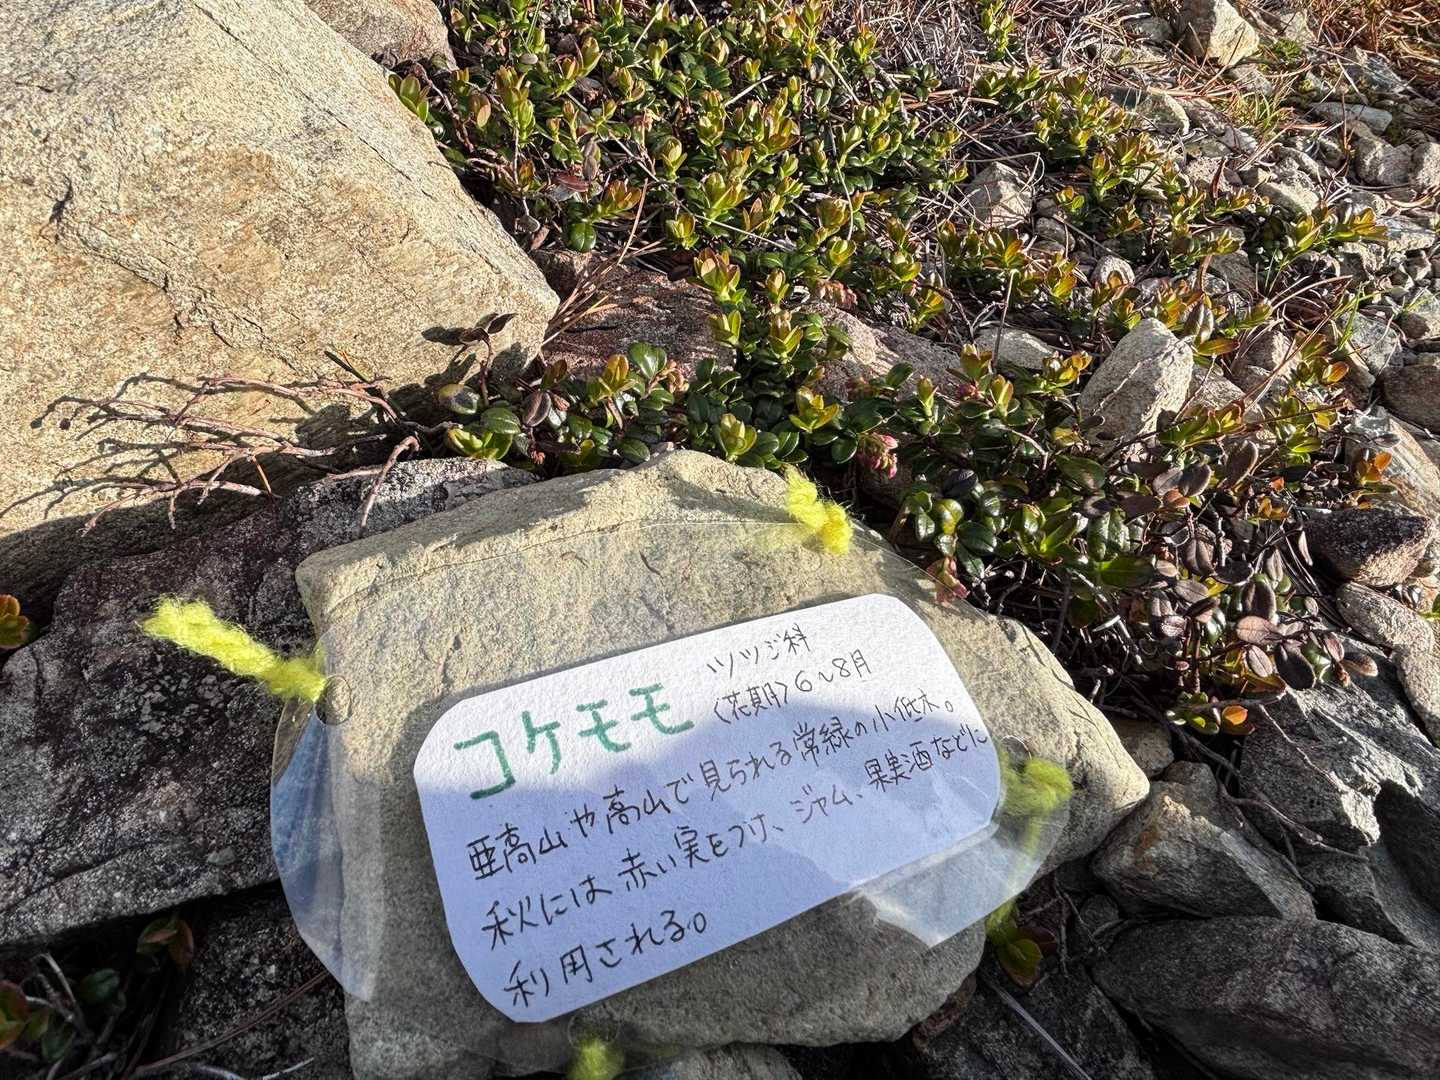 コケモモ ツツジ科
〈花期〉6～8月
亜高山や高山で見られる常緑の小低木。
秋には赤い実をつけ、ジャム、果実酒などに
利用される。